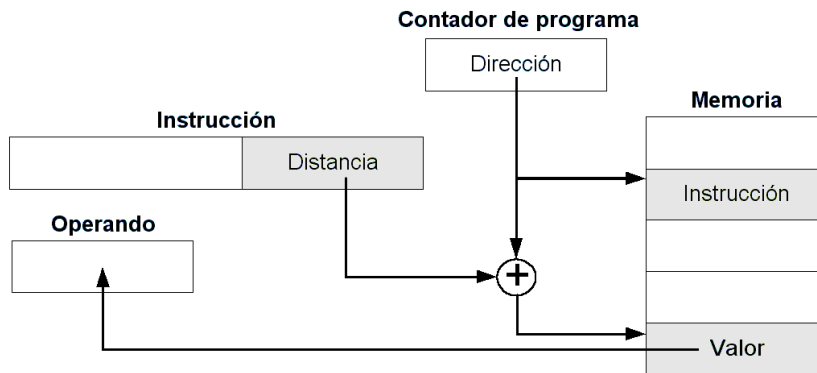 Contador de programa
Dirección
Memoria
Instrucción
Distancia
Instrucción
Operando
+
Valor